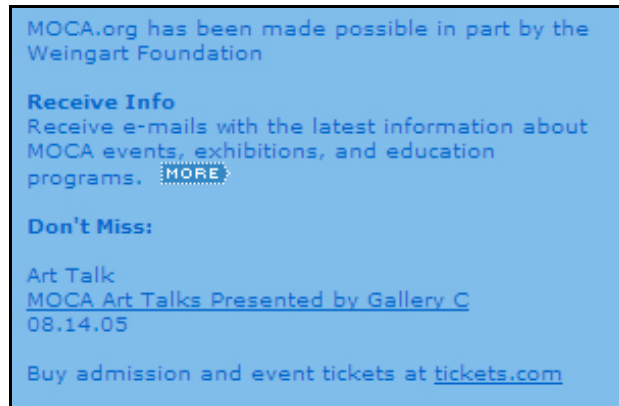 MOCA.org has been made possible in part by the
Weingart Foundation
Receive Info
Receive e-mails with the latest information about
MOCA events, exhibitions, and education
programs. MORE
Don't Miss:
Art Talk
MOCA Art Talks Presented by Gallery C
08.14.05
Buy admission and event tickets at tickets.com